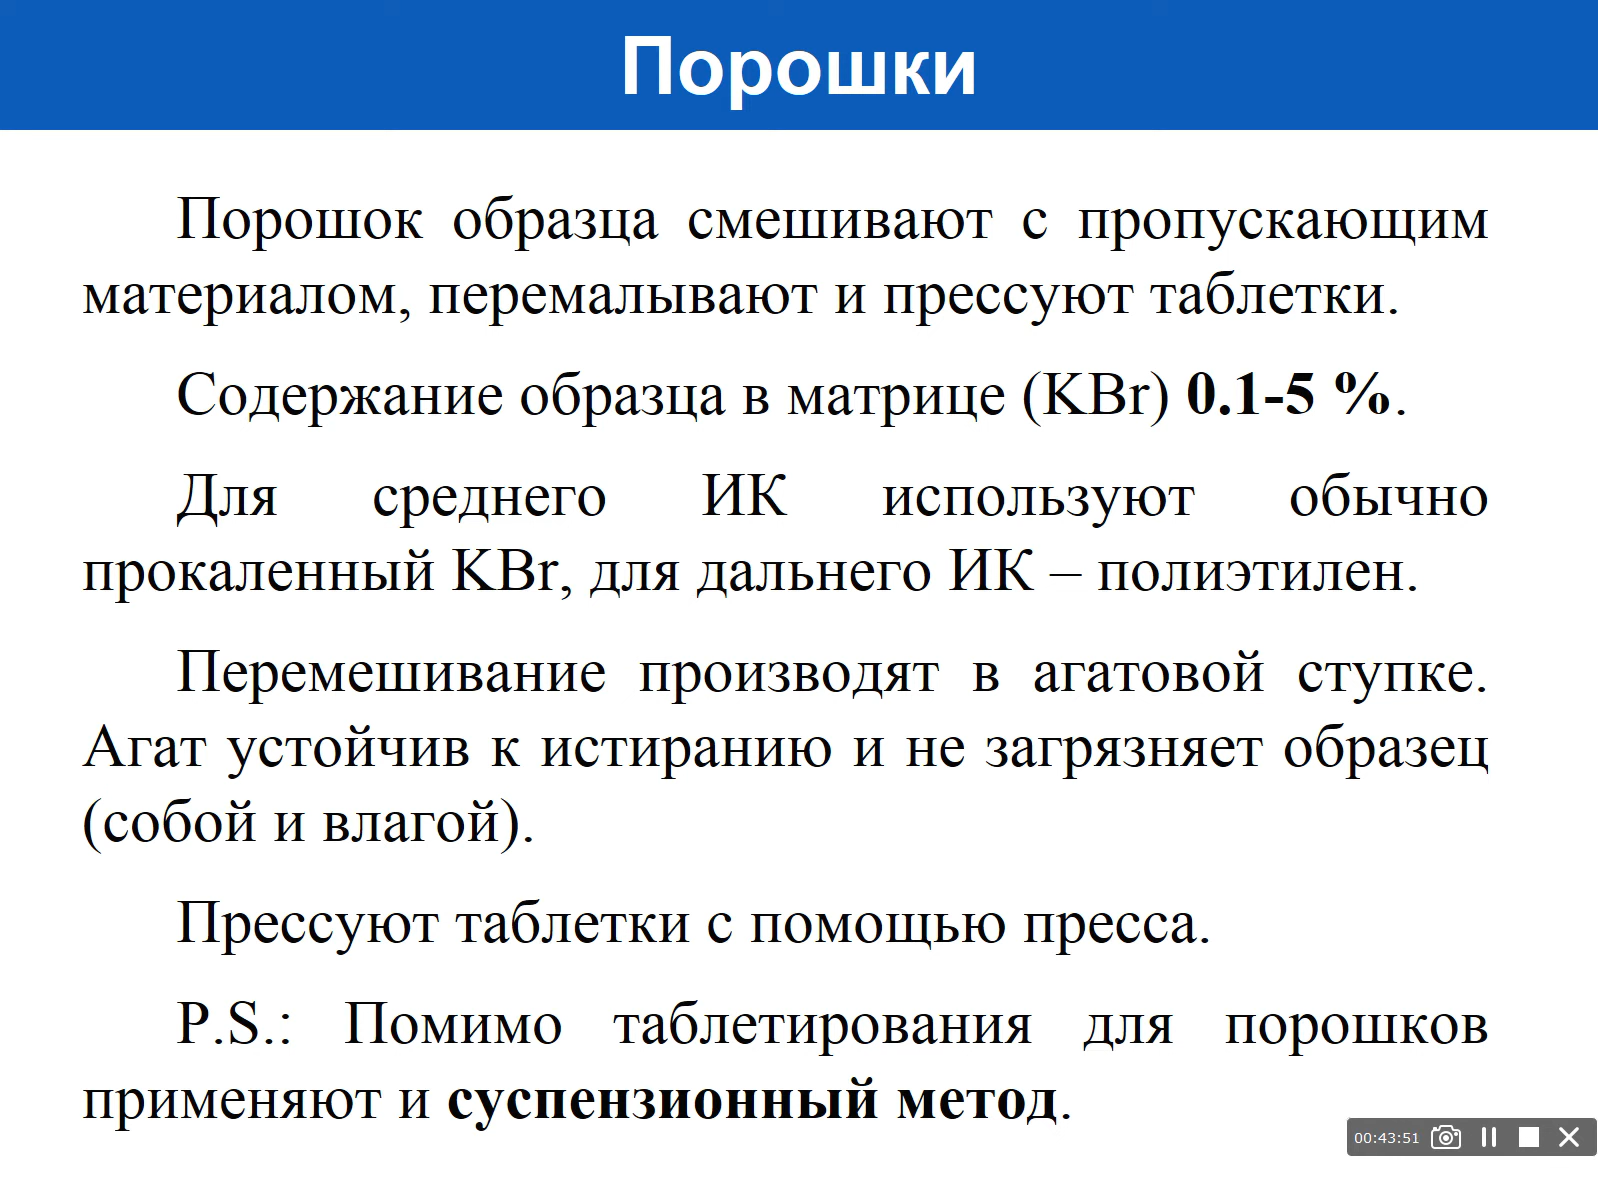 Порошки
Порошок образца смешивают с пропускающим
материалом, перемалывают и прессуют таблетки.
Содержание образца в матрице (KBr) 0.1-5 %.
Для среднего ИК используют обычно
прокаленный KBr, для дальнего ИК – полиэтилен.
Перемешивание производят в агатовой ступке.
Агат устойчив к истиранию и не загрязняет образец
(собой и влагой).
Прессуют таблетки с помощью пресса.
P.S.: Помимо таблетирования для порошков
применяют и суспензионный метод.
00:43:51